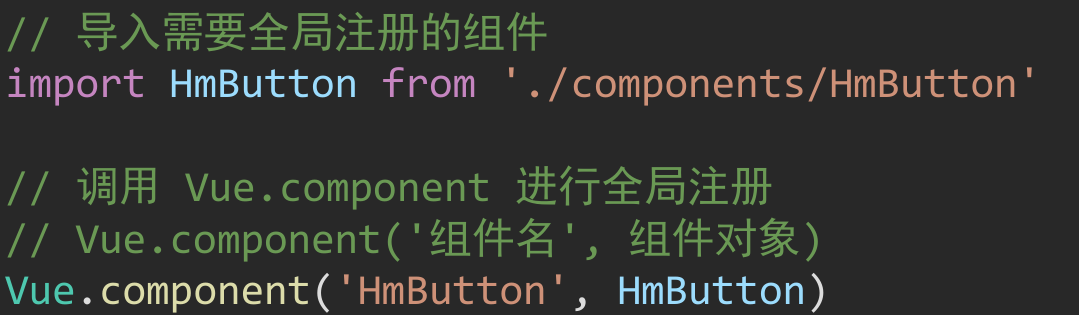 // 导入需要全局注册的组件
import HmButton from './components/HmButton'
// 调用 Vue.component 进行全局注册
// Vue.component('组件名', 组件对象)
Vue.component('HmButton', HmButton)